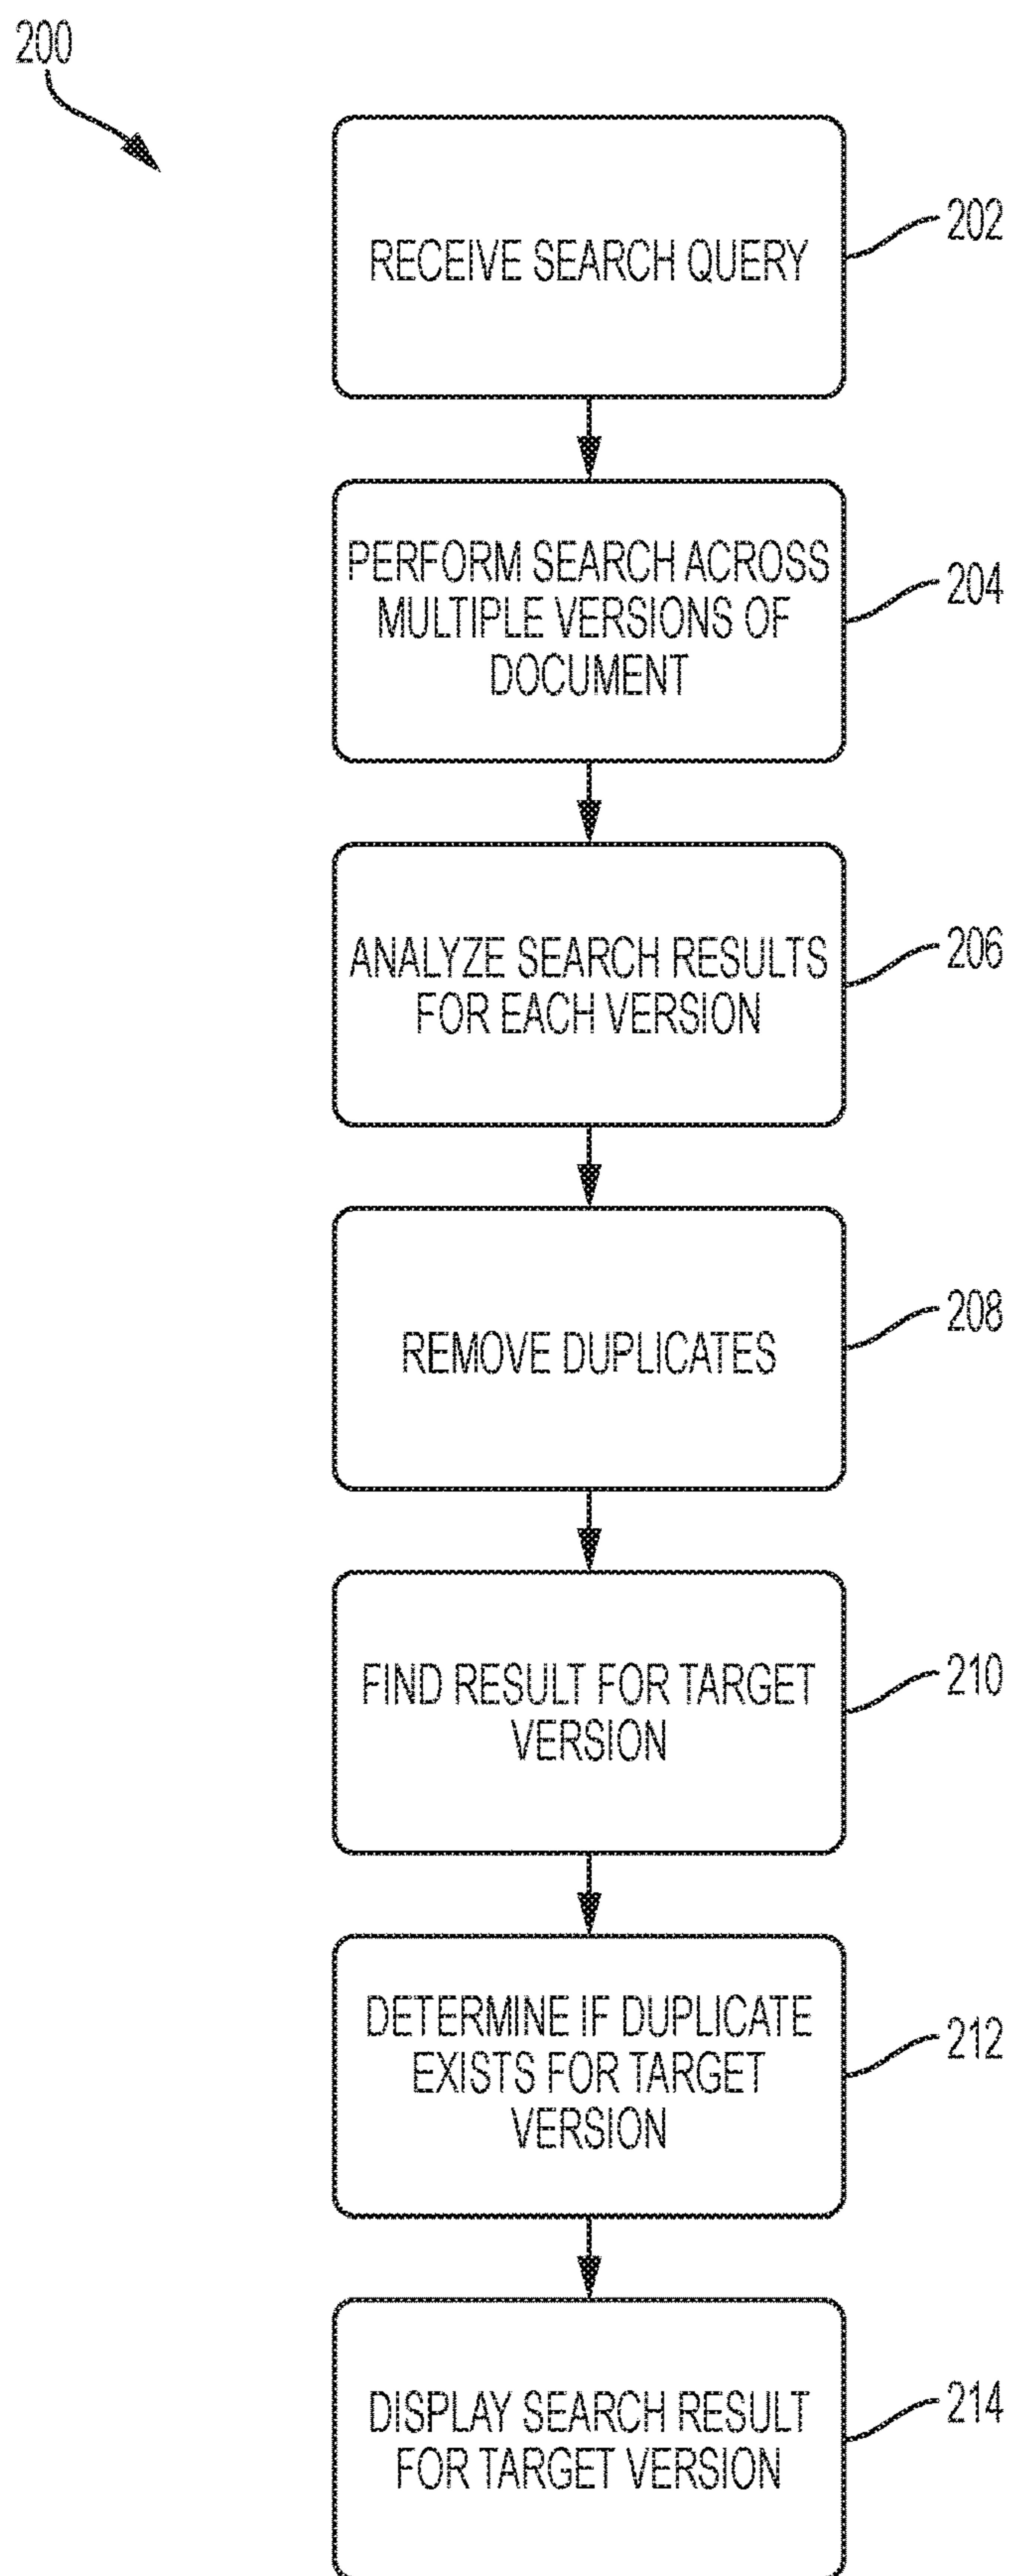 200
RECEIVE SEARCH QUERY
202
PERFORM SEARCH ACROSS
MULTIPLE VERSIONS OF
DOCUMENT
204
ANALYZE SEARCH RESULTS
FOR EACH VERSION
206
REMOVE DUPLICATES
208
FIND RESULT FOR TARGET
VERSION
210
DETERMINE IF DUPLICATE
EXISTS FOR TARGET
VERSION
212
DISPLAY SEARCH RESULT
FOR TARGET VERSION
214